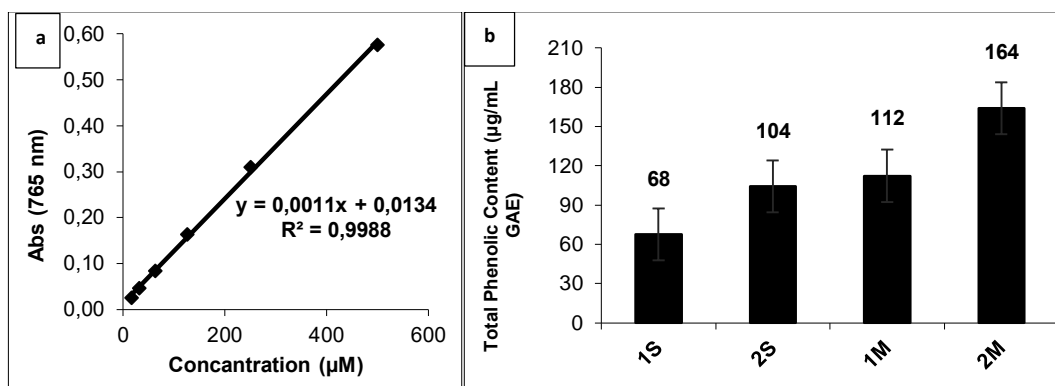 a
0,60
0,50
0,40
0,30
0,20
0,10
0,00
Abs (765 nm)
y = 0,0011x + 0,0134
R² = 0,9988
0
200
400
600
Concantration (µM)
b
Total Phenolic Content (µg/mL
GAE)
210
180
150
120
90
60
30
0
68
104
112
164
1S
2S
1M
2M